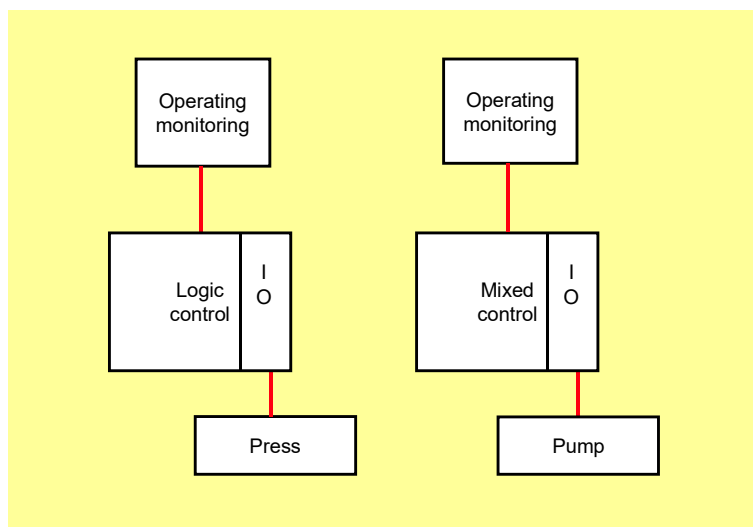 Operating
monitoring
Logic
control
I
O
Press
Operating
monitoring
Mixed
control
I
O
Pump